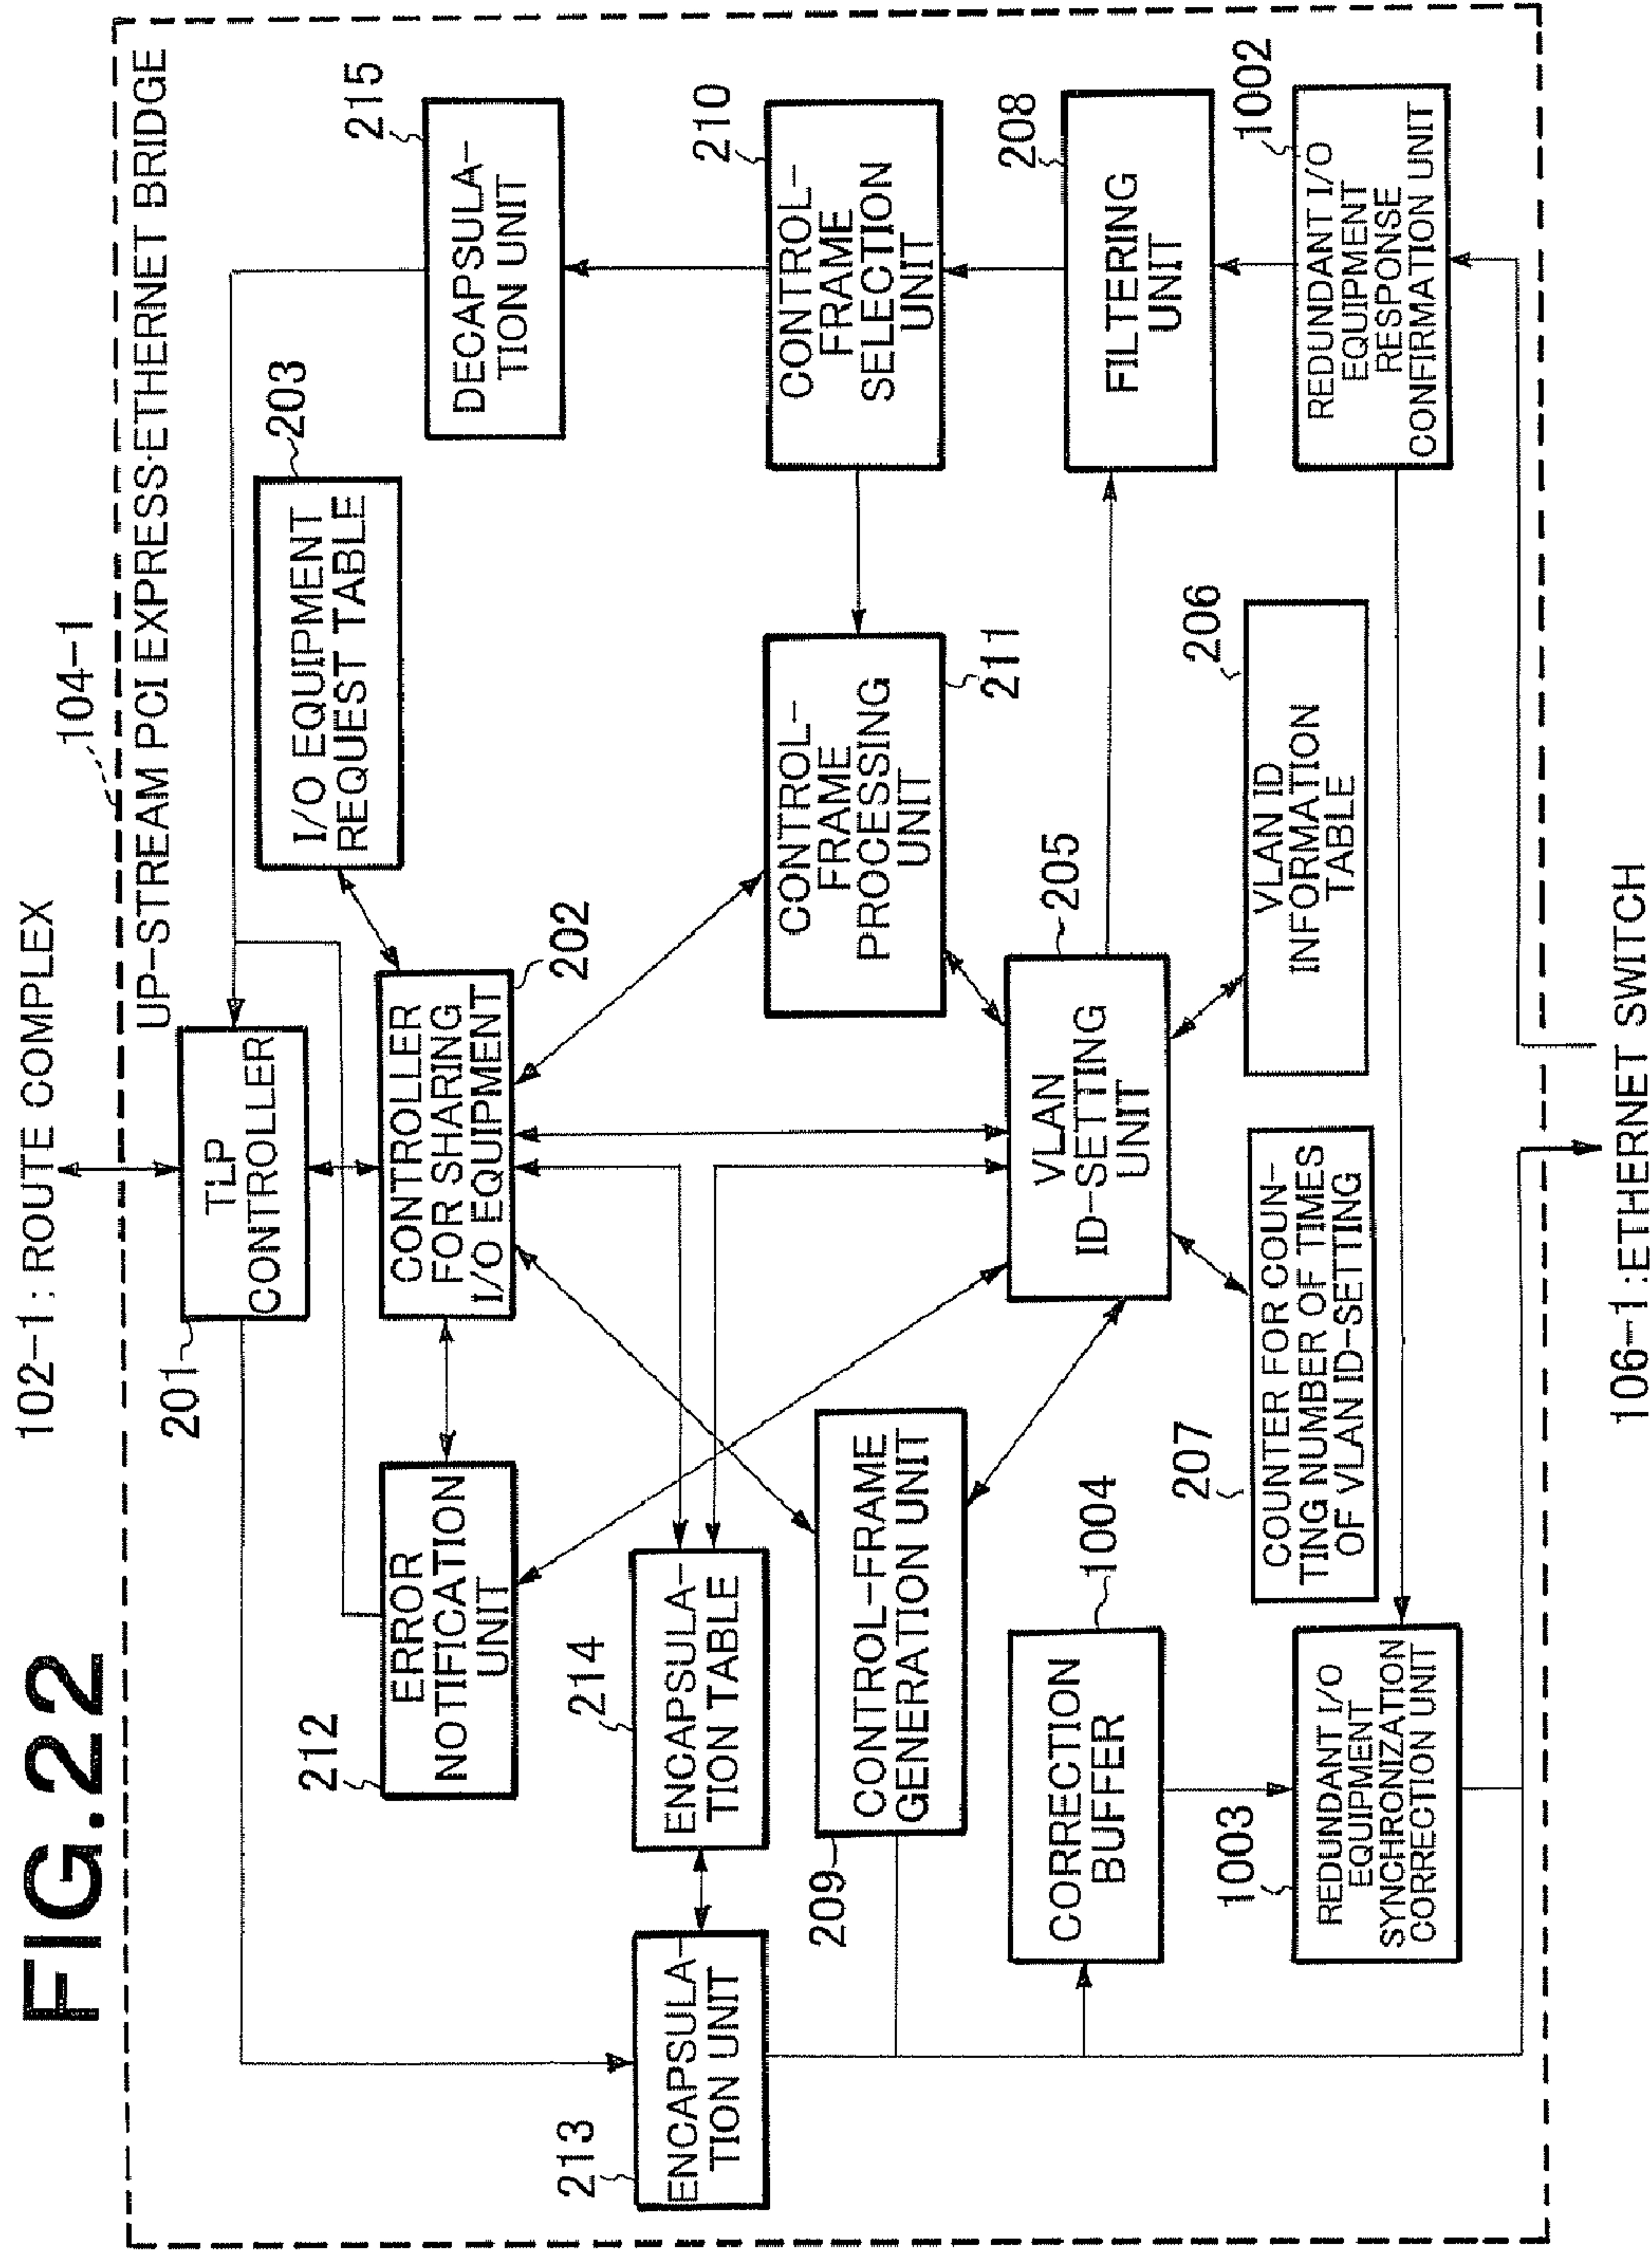 FIG.22
102-1: ROUTE COMPLEX
104-1
UP-STREAM PCI EXPRESS·ETHERNET BRIDGE
201
TLP
CONTROLLER
203
I/O EQUIPMENT
REQUEST TABLE
215
DECAPSULA-
TION UNIT
212
ERROR
NOTIFICATION
UNIT
CONTROLLER
FOR SHARING
I/O EQUIPMENT
202
213
ENCAPSULA-
TION UNIT
214
ENCAPSULA-
TION TABLE
CONTROL-
FRAME
PROCESSING
UNIT
211
210
CONTROL-
FRAME
SELECTION
UNIT
209
CONTROL-FRAME
GENERATION UNIT
1004
CORRECTION
BUFFER
205
VLAN
ID-SETTING
UNIT
208
FILTERING
UNIT
1003
REDUNDANT I/O
EQUIPMENT
SYNCHRONIZATION
CORRECTION UNIT
207
COUNTER FOR COUN-
TING NUMBER OF TIMES
OF VLAN ID-SETTING
206
VLAN ID
INFORMATION
TABLE
1002
REDUNDANT I/O
EQUIPMENT
RESPONSE
CONFIRMATION UNIT
106-1:ETHERNET SWITCH